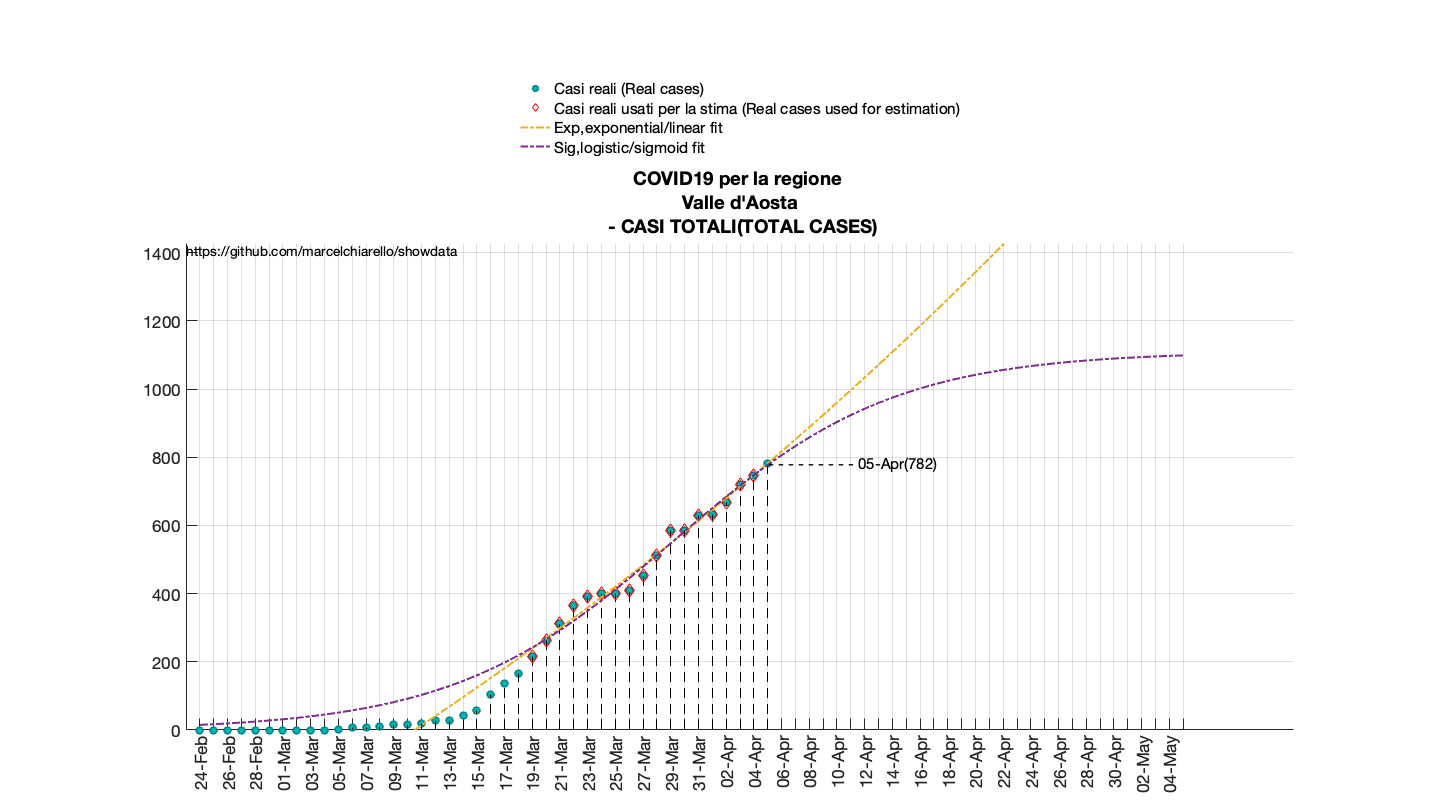 Casi reali (Real cases)
Casi reali usati per la stima (Real cases used for estimation)
Exp,exponential/linear fit
Sig,logistic/sigmoid fit
COVID19 per la regione
Valle d'Aosta
- CASI TOTALI(TOTAL CASES)
https://github.com/marcelchiarello/showdata
1400
1200
1000
800
600
400
200
0
05-Apr(782)
24-Feb
26-Feb
28-Feb
01-Mar
03-Mar
05-Mar
07-Mar
09-Mar
11-Mar
13-Mar
15-Mar
17-Mar
19-Mar
21-Mar
23-Mar
25-Mar
27-Mar
29-Mar
31-Mar
02-Apr
04-Apr
06-Apr
08-Apr
10-Apr
12-Apr
14-Apr
16-Apr
18-Apr
20-Apr
22-Apr
24-Apr
26-Apr
28-Apr
30-Apr
02-May
04-May